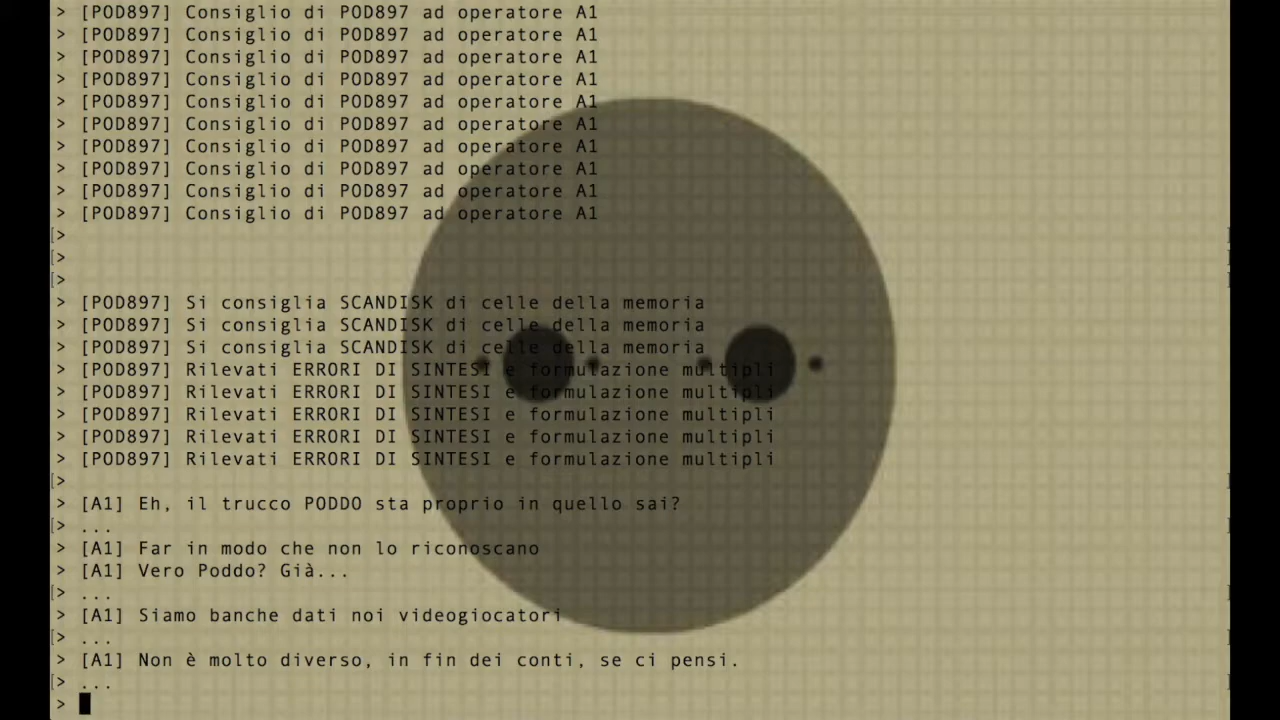 > [POD897] Consiglio di POD897 ad operatore A1
> [POD897] Consiglio di POD897 ad operatore A1
> [POD897] Consiglio di POD897 ad operatore A1
> [POD897] Consiglio di POD897 ad operatore A1
> [POD897] Consiglio di POD897 ad operatore A1
> [POD897] Consiglio di POD897 ad operatore A1
> [POD897] Consiglio di POD897 ad operatore A1
> [POD897] Consiglio di POD897 ad operatore A1
> [POD897] Consiglio di POD897 ad operatore A1
> [POD897] Consiglio di POD897 ad operatore A1
[> ]
[> ]
[> ]
> [POD897] Si consiglia SCANDISK di celle della memoria
> [POD897] Si consiglia SCANDISK di celle della memoria
> [POD897] Si consiglia SCANDISK di celle della memoria
> [POD897] Rilevati ERRORI DI SINTESI e formulazione multipli
> [POD897] Rilevati ERRORI DI SINTESI e formulazione multipli
> [POD897] Rilevati ERRORI DI SINTESI e formulazione multipli
> [POD897] Rilevati ERRORI DI SINTESI e formulazione multipli
> [POD897] Rilevati ERRORI DI SINTESI e formulazione multipli
[> ]
> [A1] Eh, il trucco PODDO sta proprio in quello sai?
[> ... ]
> [A1] Far in modo che non lo riconoscano
> [A1] Vero Poddo? Già...
[> ... ]
> [A1] Siamo banche dati noi videogiocatori
[> ... ]
> [A1] Non è molto diverso, in fin dei conti, se ci pensi.
[> ... ]
>